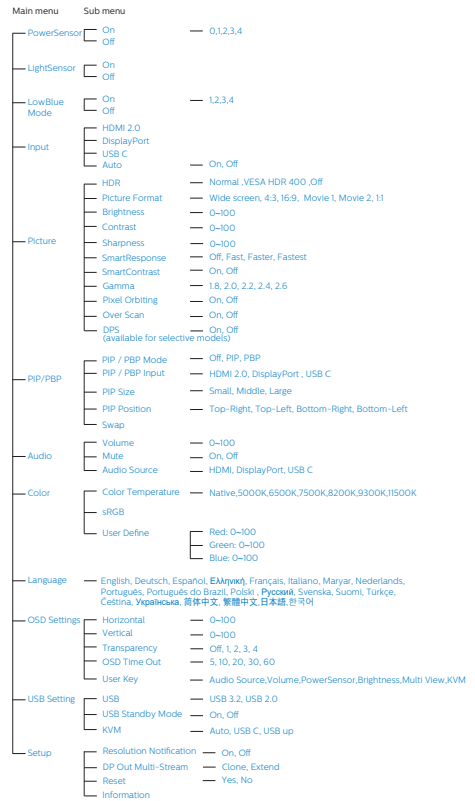 Main menu Sub menu
PowerSensor On 0,1,2,3,4
Off
LightSensor On
Off
LowBlue Mode On 1,2,3,4
Off
Input HDMI 2.0
DisplayPort
USB C
Auto On, Off
Picture HDR Normal ,VESA HDR 400 ,Off
Picture Format Wide screen, 4:3, 16:9, Movie 1, Movie 2, 1:1
Brightness 0~100
Contrast 0~100
Sharpness 0~100
SmartResponse Off, Fast, Faster, Fastest
SmartContrast On, Off
Gamma 1.8, 2.0, 2.2, 2.4, 2.6
Pixel Orbiting On, Off
Over Scan On, Off
DPS On, Off
(available for selective models)
PIP/PBP PIP / PBP Mode Off, PIP, PBP
PIP / PBP Input HDMI 2.0, DisplayPort , USB C
PIP Size Small, Middle, Large
PIP Position Top-Right, Top-Left, Bottom-Right, Bottom-Left
Swap
Audio Volume 0~100
Mute On, Off
Audio Source HDMI, DisplayPort, USB C
Color Color Temperature Native,5000K,6500K,7500K,8200K,9300K,11500K
sRGB
User Define Red: 0~100
Green: 0~100
Blue: 0~100
Language English, Deutsch, Español, Ελληνική, Français, Italiano, Maryar, Nederlands,
Português, Português do Brazil, Polski , Русский, Svenska, Suomi, Türkçe,
Čeština, Українська, 简体中文, 繁體中文,日本語,한국어
OSD Settings Horizontal 0~100
Vertical 0~100
Transparency Off, 1, 2, 3, 4
OSD Time Out 5, 10, 20, 30, 60
User Key Audio Source,Volume,PowerSensor,Brightness,Multi View,KVM
USB Setting USB USB 3.2, USB 2.0
USB Standby Mode On, Off
KVM Auto, USB C, USB up
Setup Resolution Notification On, Off
DP Out Multi-Stream Clone, Extend
Reset Yes, No
Information